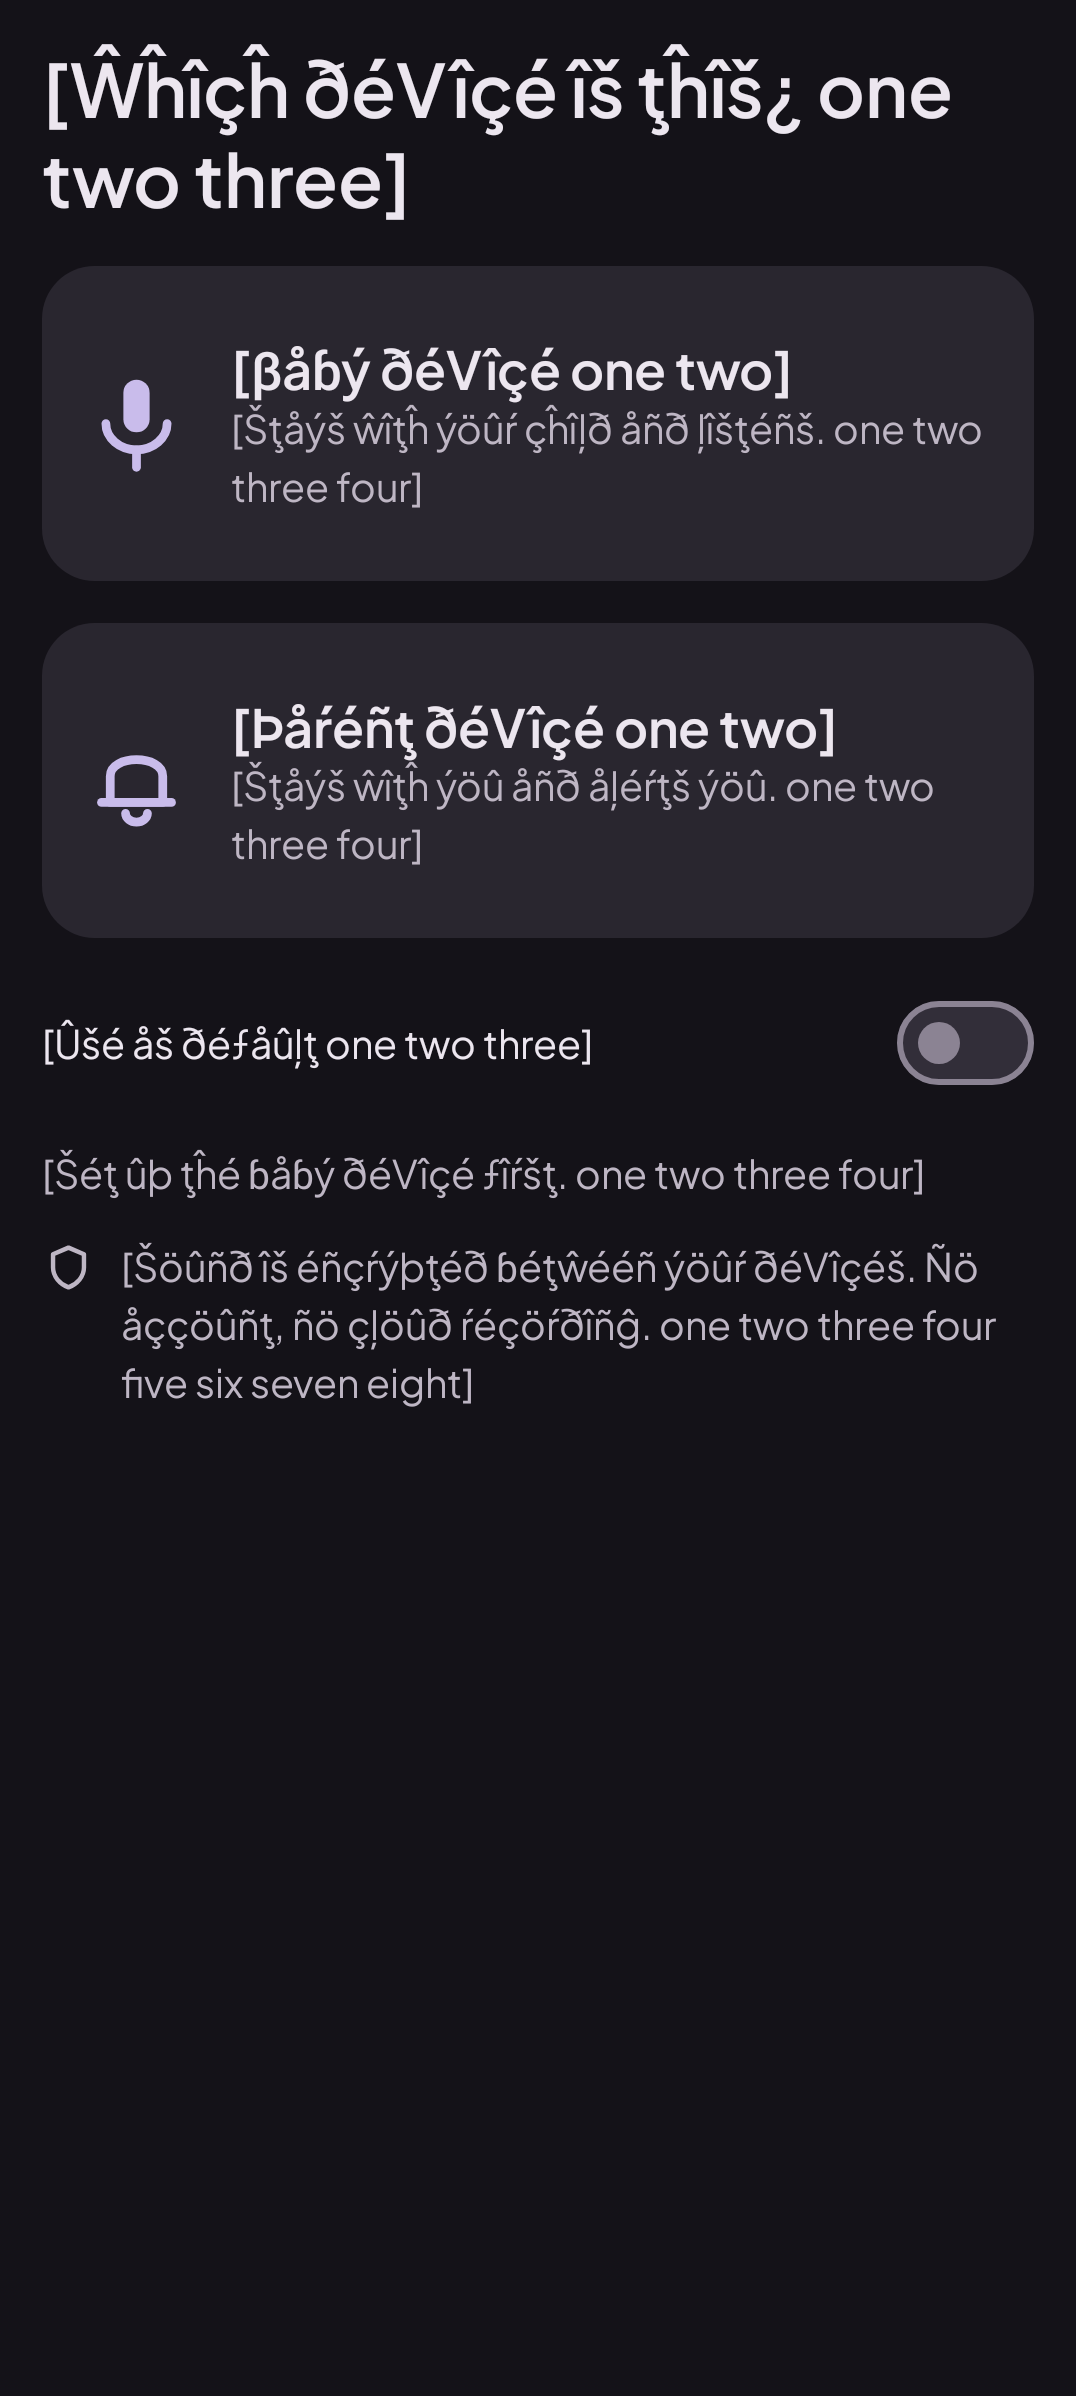 [Ŵĥîçĥ ðéVîçé îš ţĥîš¿ one
two three]
[βåƀý ðéVîçé one two]
[Šţåýš ŵîţĥ ýöûŕ çĥîļð åñð ļîšţéñš. one two
three four]
[Þåŕéñţ ðéVîçé one two]
[Šţåýš ŵîţĥ ýöû åñð åļéŕţš ýöû. one two
three four]
[Ûšé åš ðéƒåûļţ one two three]
[Šéţ ûþ ţĥé ƀåƀý ðéVîçé ƒîŕšţ. one two three four]
[Šöûñð îš éñçŕýþţéð ƀéţŵééñ ýöûŕ ðéVîçéš. Ñö
åççöûñţ, ñö çļöûð ŕéçöŕðîñĝ. one two three four
five six seven eight]